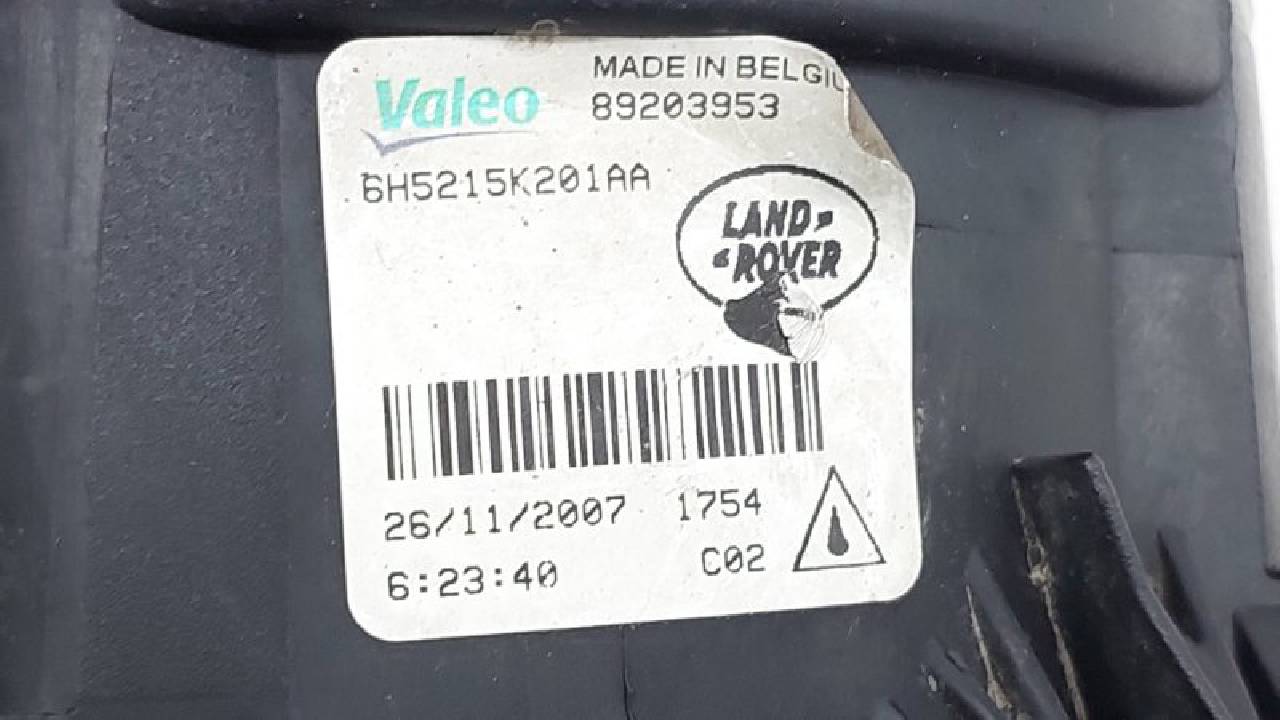 Valeo
MADE IN BELGIU
89203953
6H5215K201AA
LAND
ROVER
26/11/2007 1754
6:23:40 C02